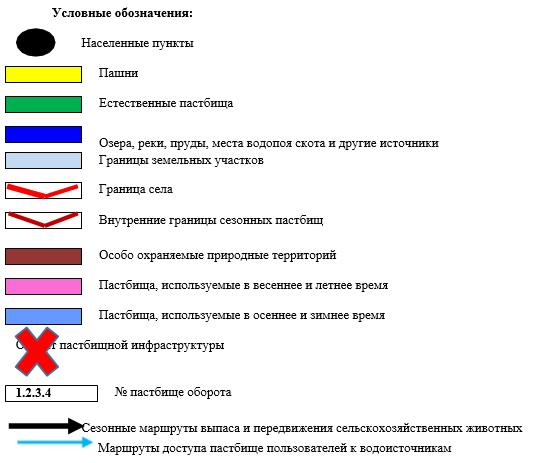 Условные обозначения:
Населенные пункты
Пашни
Естественные пастбища
Озера, реки, пруды, места водопоя скота и другие источники
Границы земельных участков
Граница села
Внутренние границы сезонных пастбищ
Особо охраняемые природные территорий
Пастбища, используемые в весеннее и летнее время
Пастбища, используемые в осеннее и зимнее время
пастбищной инфраструктуры
1.2.3.4 № пастбище оборота
Сезонные маршруты выпаса и передвижения сельскохозяйственных животных
Маршруты доступа пастбище пользователей к водоисточникам